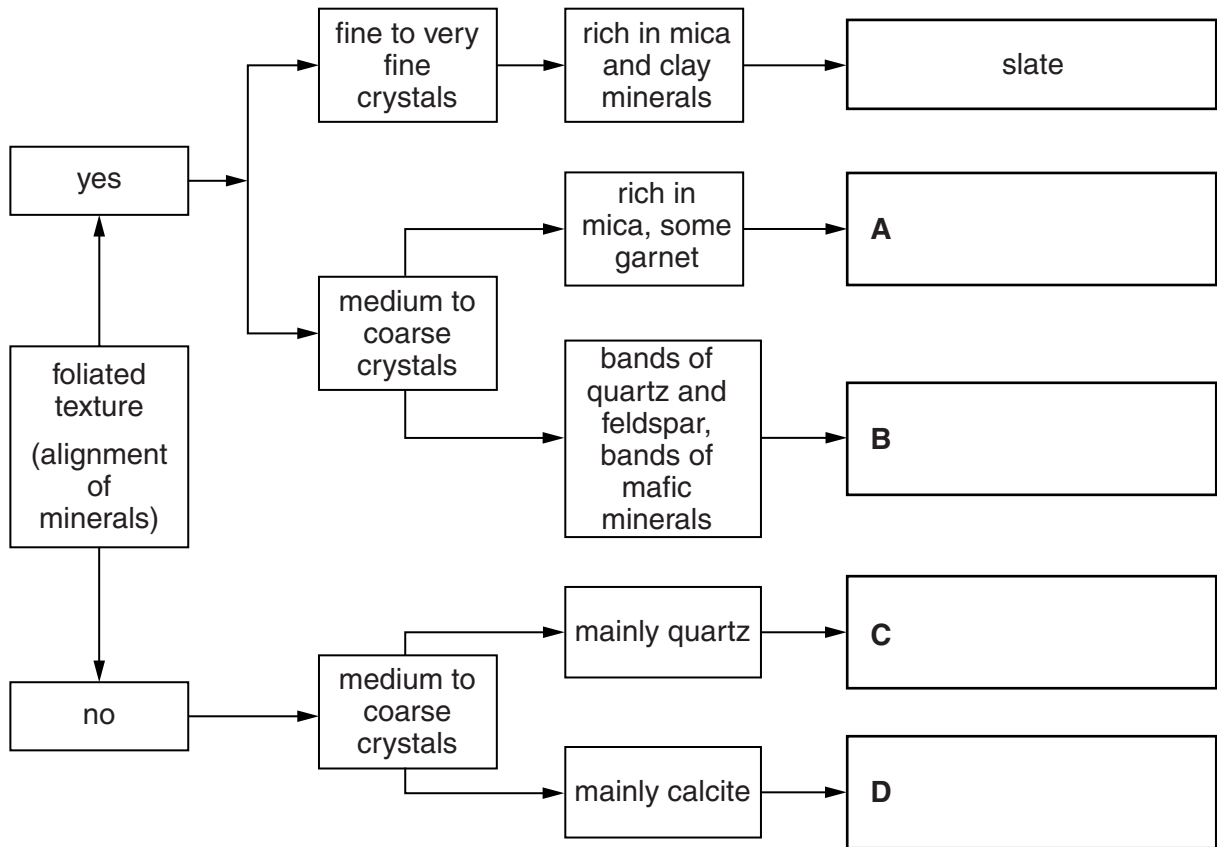 fine to very
fine
crystals
rich in mica
and clay
minerals
slate
yes
rich in
mica, some
garnet
A
medium to
coarse
crystals
foliated
texture
(alignment
of
minerals)
bands of
quartz and
feldspar,
bands of
mafic
minerals
B
mainly quartz
C
no
medium to
coarse
crystals
mainly calcite
D